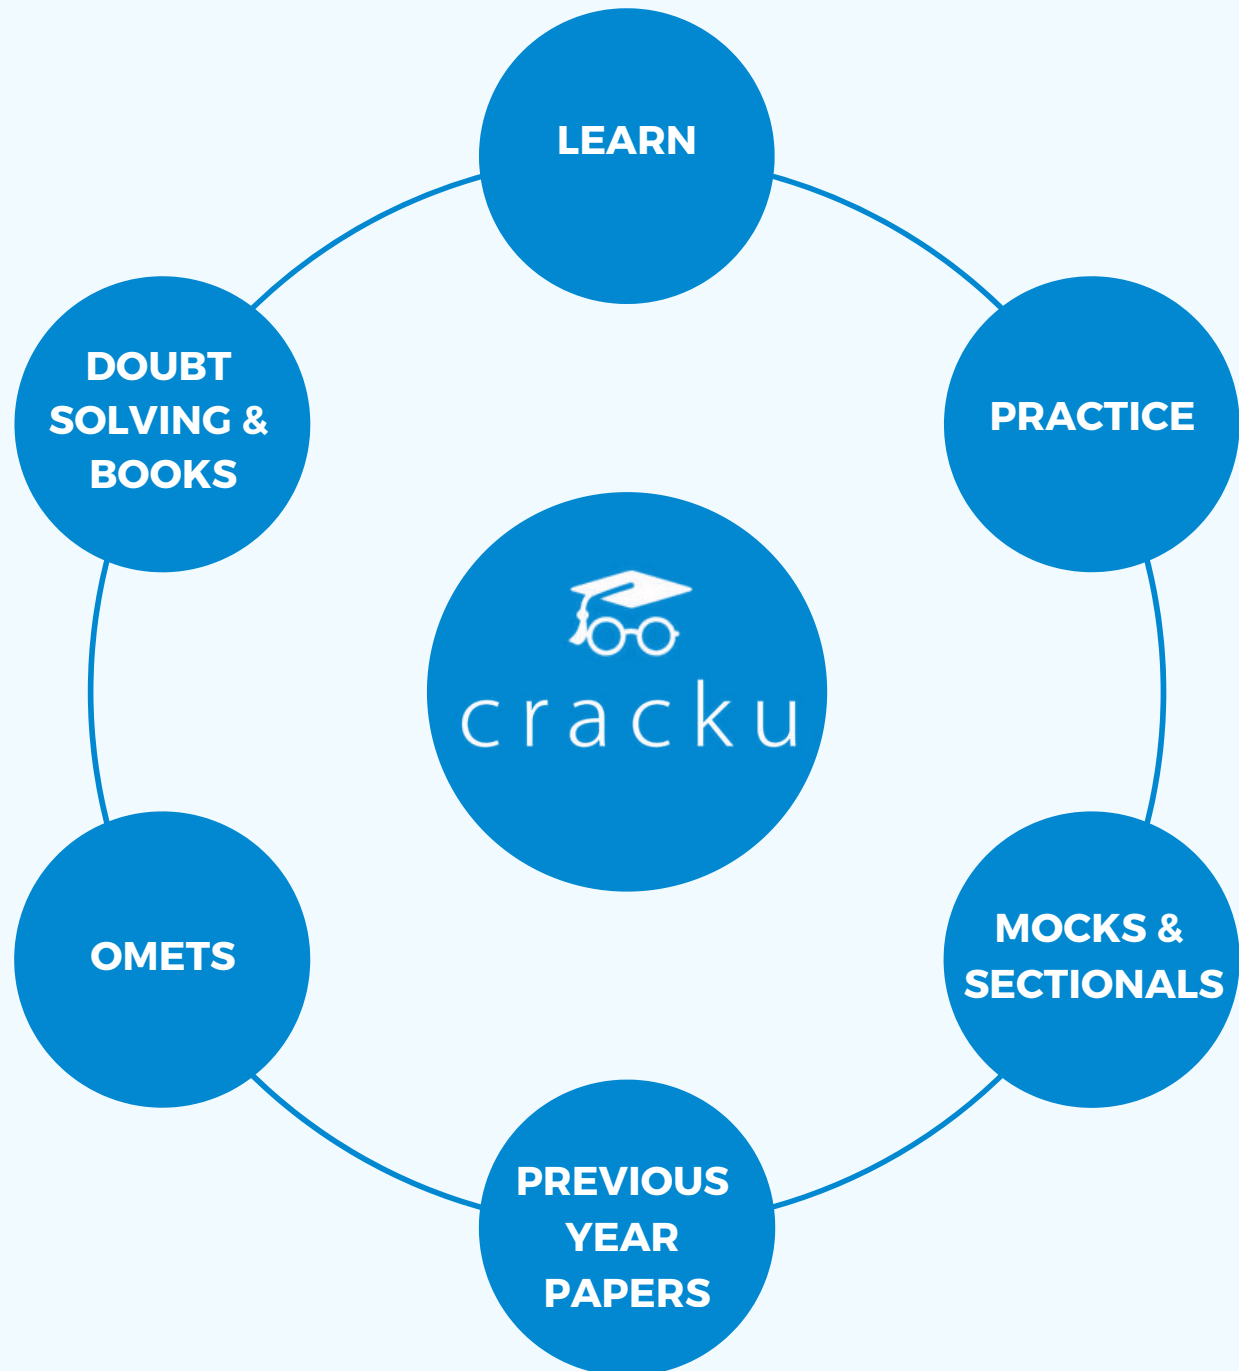 LEARN
PRACTICE
MOCKS &
SECTIONALS
PREVIOUS
YEAR
PAPERS
OMETS
DOUBT
SOLVING &
BOOKS
cracku